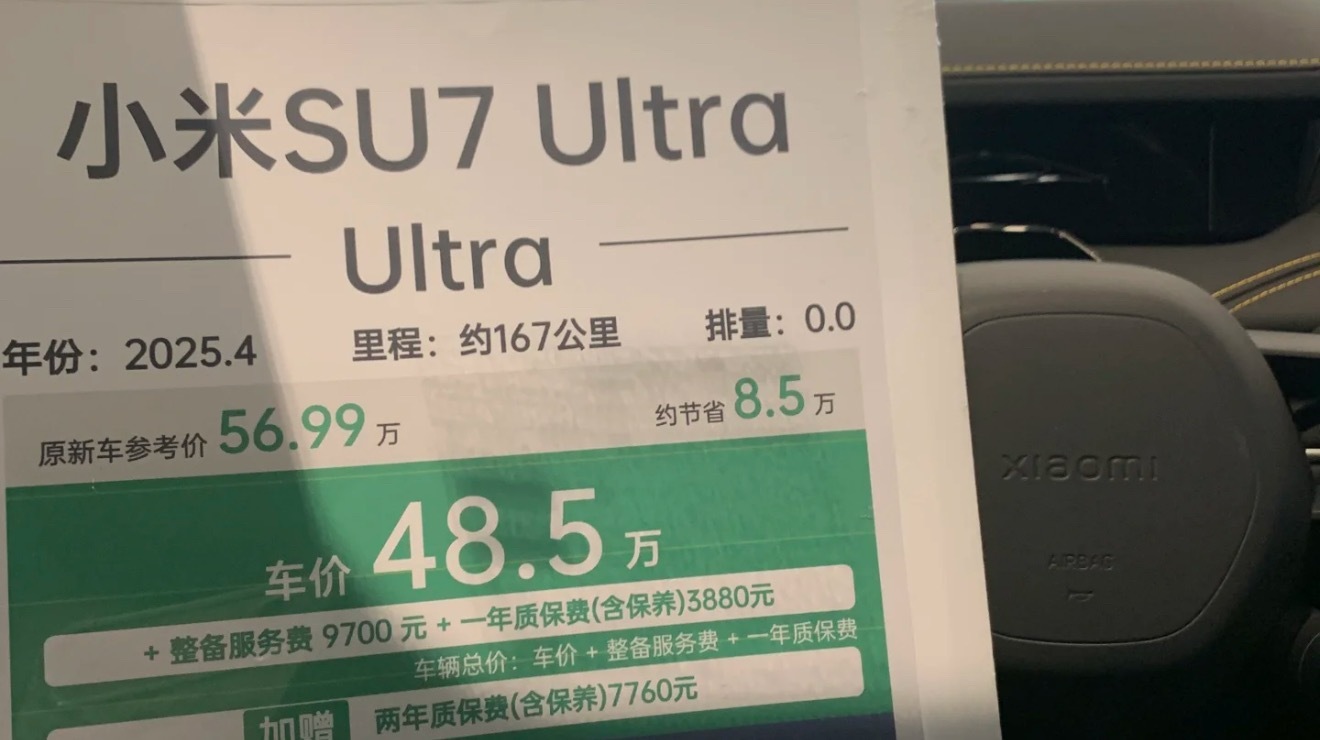 小米SU7 Ultra
Ultra
年份：2025.4 里程：约167公里 排量：0.0
原新车参考价 56.99 万 约节省 8.5 万
车价 48.5 万
+ 整备服务费 9700 元 + 一年质保费(含保养)3880元
车辆总价：车价 + 整备服务费 + 一年质保费
加赠 两年质保费(含保养)7760元
xiaomi
AIRBAG